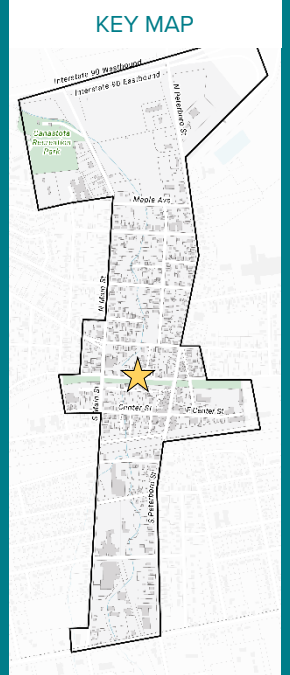 KEY MAP
Interstate 90 Westbound
Interstate 90 Eastbound
N Peterboro St
Canastota
Recreation
Park
Maple Ave
N Main St
S Main St
Center St
E Center St
S Peterboro St